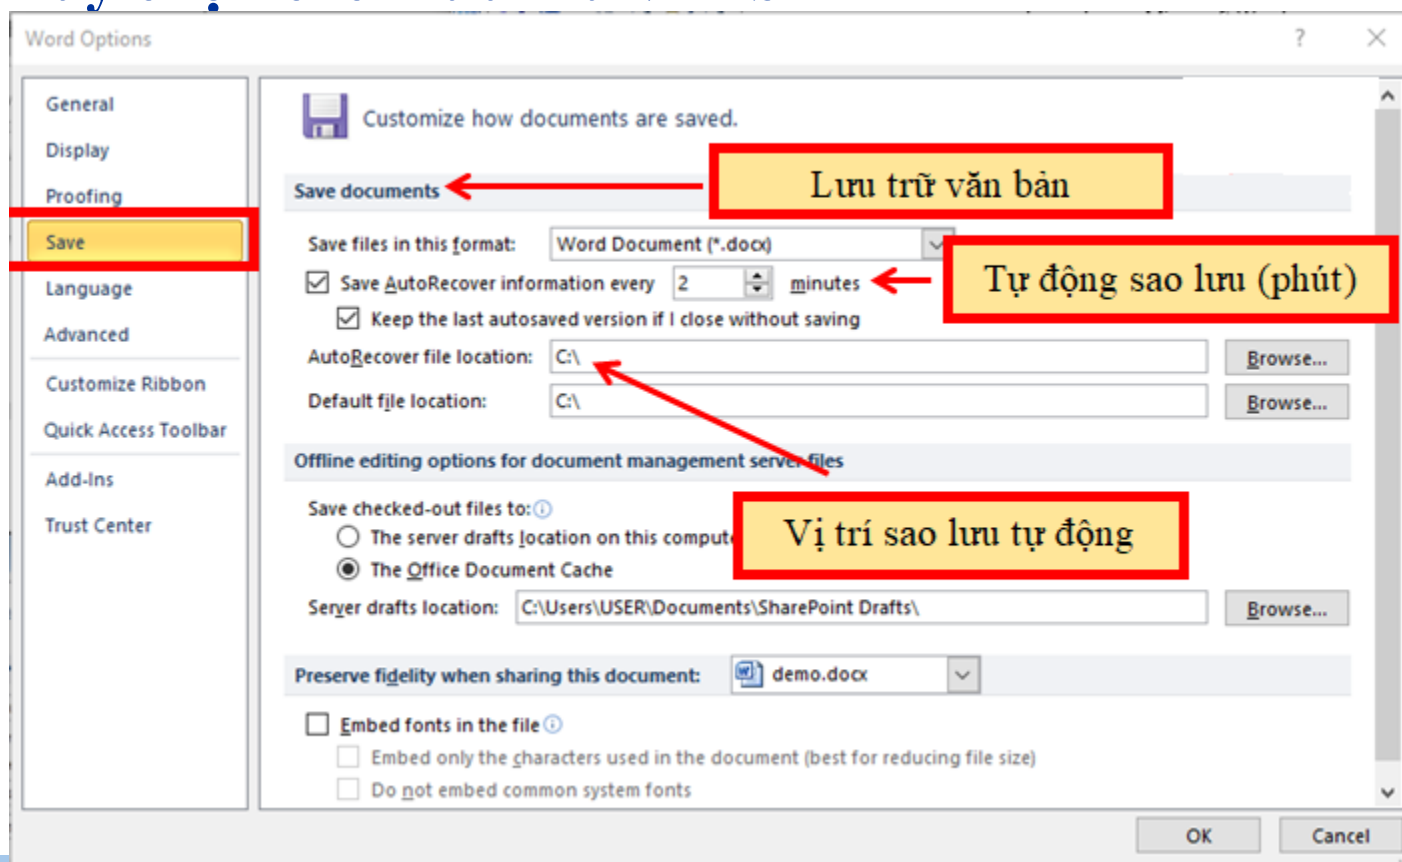 Word Options
General
Display
Proofing
Save
Language
Advanced
Customize Ribbon
Quick Access Toolbar
Add-Ins
Trust Center
Customize how documents are saved.
Save documents
Lưu trữ văn bản
Save files in this format: Word Document (*.docx)
Save AutoRecover information every 2 minutes
Tự động sao lưu (phút)
Keep the last autosaved version if I close without saving
AutoRecover file location: C:\ Browse...
Default file location: C:\ Browse...
Offline editing options for document management server files
Save checked-out files to:
The server drafts location on this
The Office Document Cache
Vị trí sao lưu tự động
Server drafts location: C:\Users\USER\Documents\SharePoint Drafts\ Browse...
Preserve fidelity when sharing this document: demo.docx
Embed fonts in the file
Embed only the characters used in the document (best for reducing file size)
Do not embed common system fonts
OK Cancel